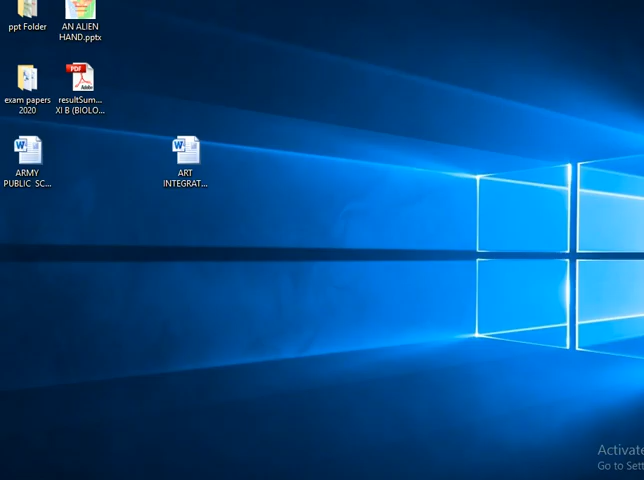 ppt Folder
AN ALIEN
HAND.pptx
exam papers
2020
PDF
Adobe
resultSum...
XI B (BIOLO...
W
ARMY
PUBLIC SC...
W
ART
INTEGRAT...
Activate
Go to Sett